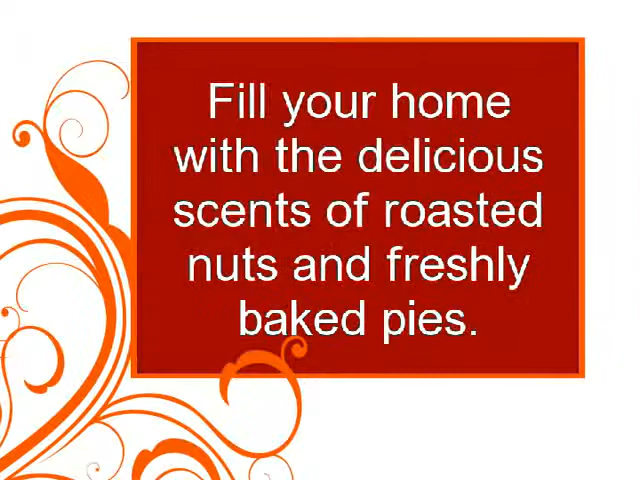 Fill your home
with the delicious
scents of roasted
nuts and freshly
baked pies.